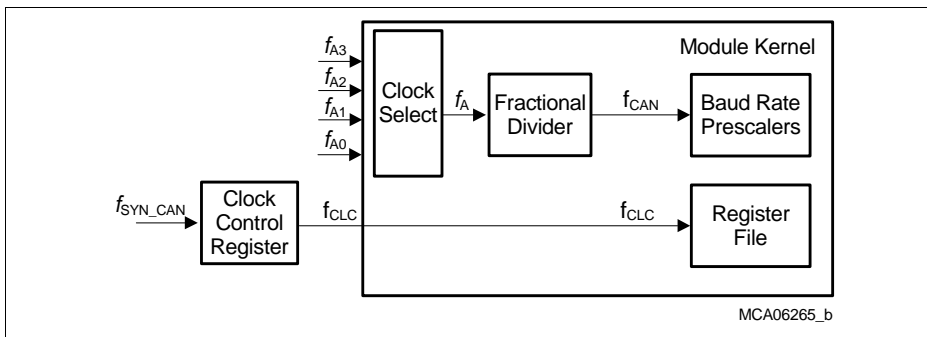 Module Kernel
fA3
fA2
fA1
fA0
Clock
Select
fA
Fractional
Divider
fCAN
Baud Rate
Prescalers
fSYN_CAN
Clock
Control
Register
fCLC
fCLC
Register
File
MCA06265_b